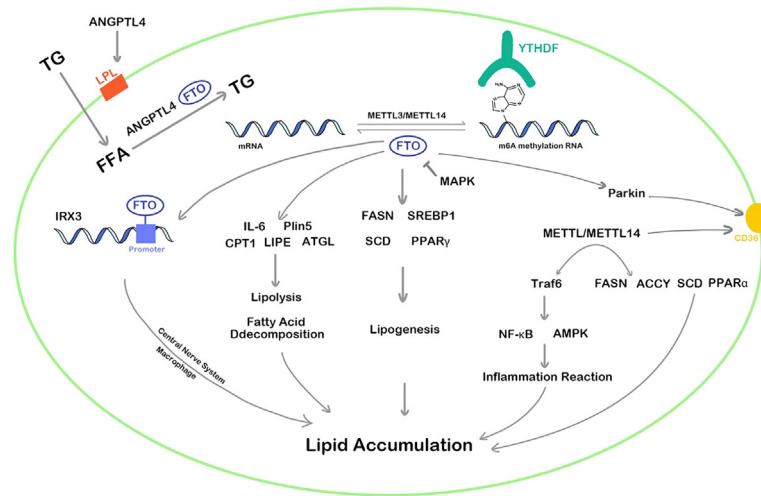 ANGPTL4
TG
LPL
TG
ANGPTL4 FTO
FFA
YTHDF
H₂N
N
N
N
N
METTL3/METTL14
mRNA
m6A methylation RNA
FTO
MAPK
Parkin
CD36
IRX3
FTO
Promoter
IL-6 Plin5
CPT1 LIPE ATGL
FASN SREBP1
SCD PPARγ
METTL/METTL14
Traf6
FASN ACCY SCD PPARα
Lipolysis
Fatty Acid
Ddecomposition
Lipogenesis
NF-κB AMPK
Inflammation Reaction
Central Nerve System
Macrophage
Lipid Accumulation